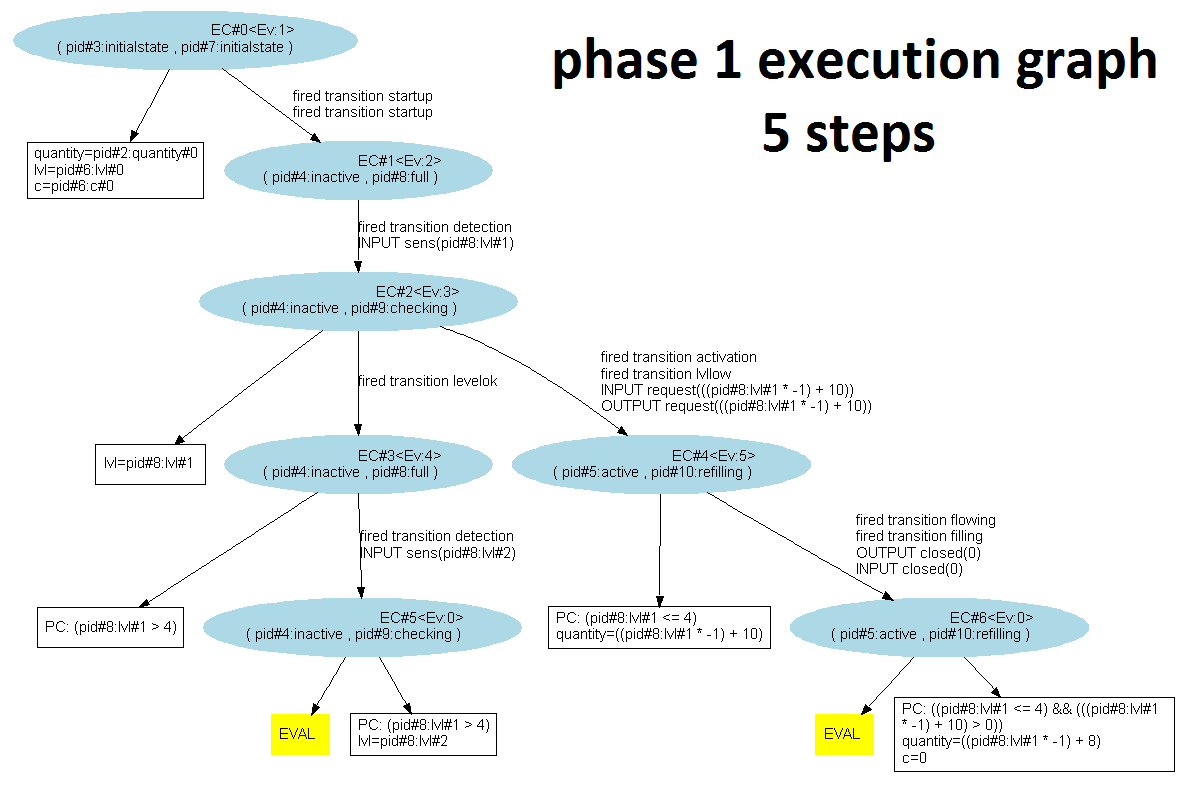 EC#0<Ev:1>
( pid#3:initialstate , pid#7:initialstate )
phase 1 execution graph
5 steps
fired transition startup
fired transition startup
quantity=pid#2:quantity#0
lvl=pid#6:lvl#0
c=pid#6:c#0
EC#1<Ev:2>
( pid#4:inactive , pid#8:full )
fired transition detection
INPUT sens(pid#8:lvl#1)
EC#2<Ev:3>
( pid#4:inactive , pid#9:checking )
fired transition levelok
fired transition activation
fired transition lvllow
INPUT request(((pid#8:lvl#1 * -1) + 10))
OUTPUT request(((pid#8:lvl#1 * -1) + 10))
lvl=pid#8:lvl#1
EC#3<Ev:4>
( pid#4:inactive , pid#8:full )
EC#4<Ev:5>
( pid#5:active , pid#10:refilling )
fired transition detection
INPUT sens(pid#8:lvl#2)
fired transition flowing
fired transition filling
OUTPUT closed(0)
INPUT closed(0)
PC: (pid#8:lvl#1 > 4)
EC#5<Ev:0>
( pid#4:inactive , pid#9:checking )
PC: (pid#8:lvl#1 <= 4)
quantity=((pid#8:lvl#1 * -1) + 10)
EC#6<Ev:0>
( pid#5:active , pid#10:refilling )
EVAL
PC: (pid#8:lvl#1 > 4)
lvl=pid#8:lvl#2
EVAL
PC: ((pid#8:lvl#1 <= 4) && (((pid#8:lvl#1
* -1) + 10) > 0))
quantity=((pid#8:lvl#1 * -1) + 8)
c=0